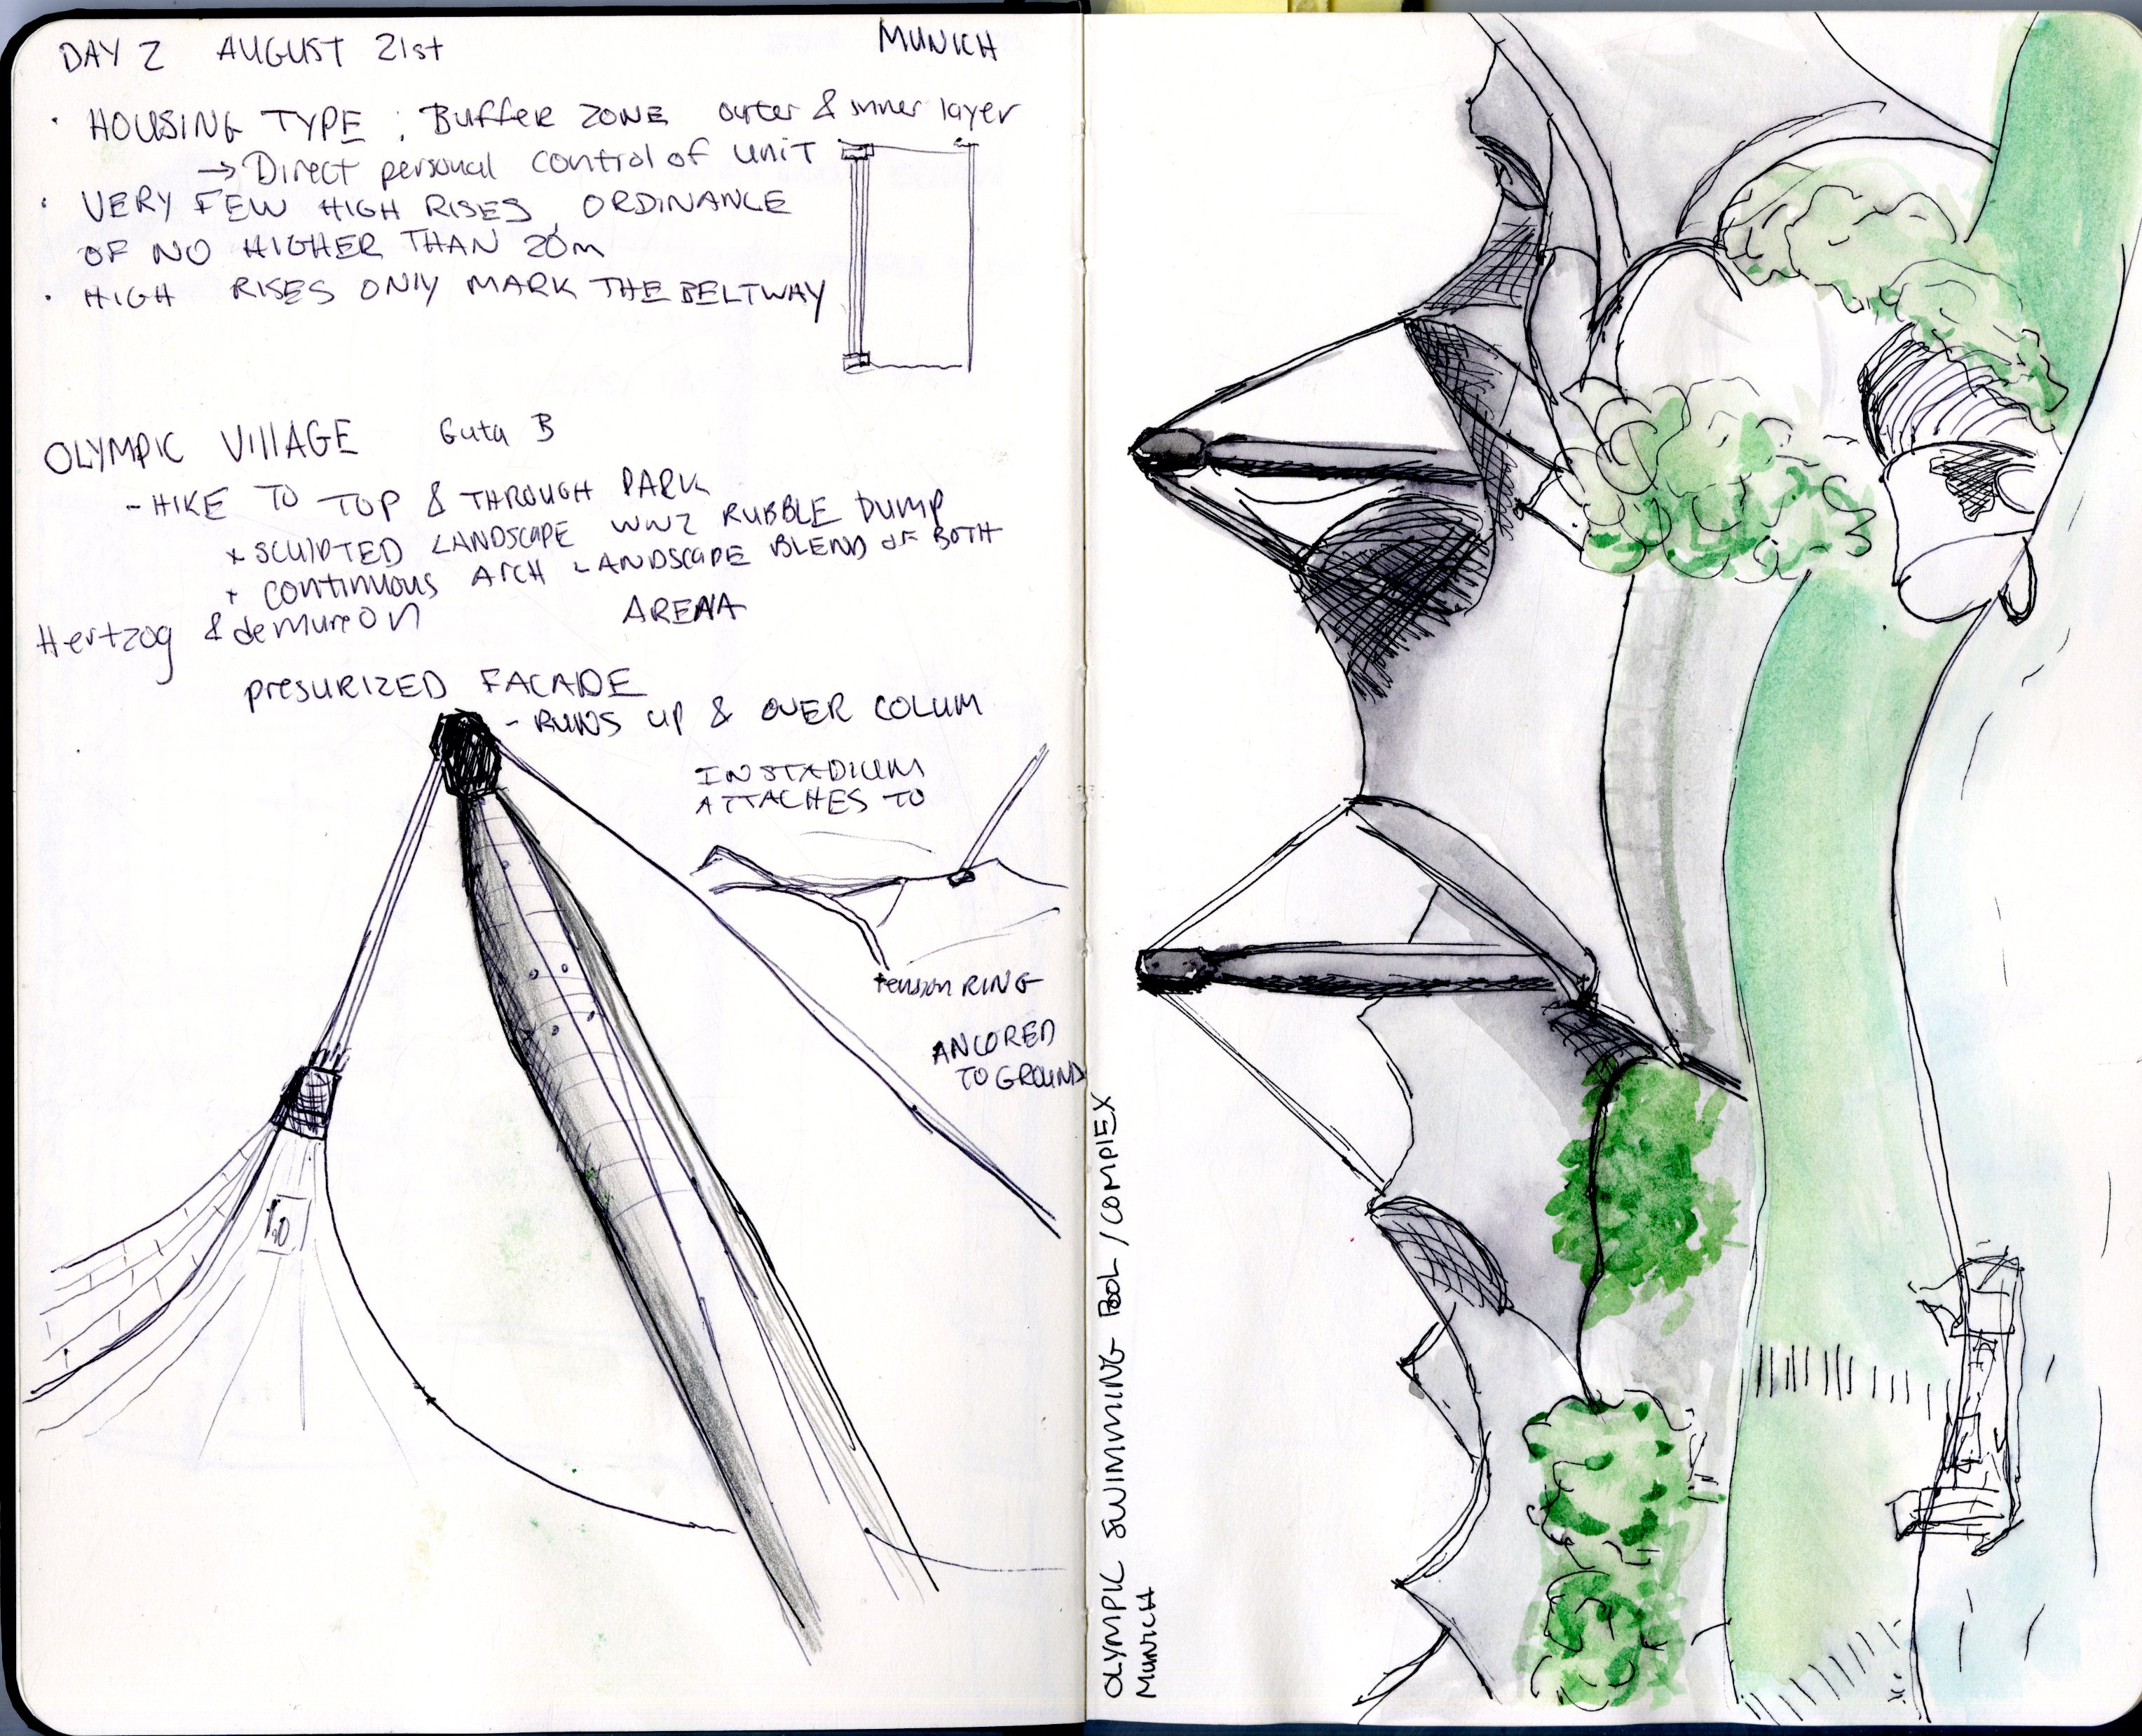 DAY 2 AUGUST 21st MUNICH
· HOUSING TYPE : BUFFER ZONE outer & inner layer
→ Direct personal control of UNIT
· VERY FEW HIGH RISES, ORDINANCE
OF NO HIGHER THAN 20m
· HIGH RISES ONLY MARK THE BELTWAY
OLYMPIC VILLAGE
- HIKE TO TOP & THROUGH PARK
x SCULPTED LANDSCAPE WW2 RUBBLE DUMP
+ continuous ARCH LANDSCAPE BLEND OF BOTH
Hertzog & demureon ARENA
presURIZED FACADE
- RUNS UP & OVER COLUM
IN STADIUM
ATTACHES TO
tension RING
ANCORED
TO GROUND
OLYMPIC SWIMMING POOL / COMPLEX
MUNICH